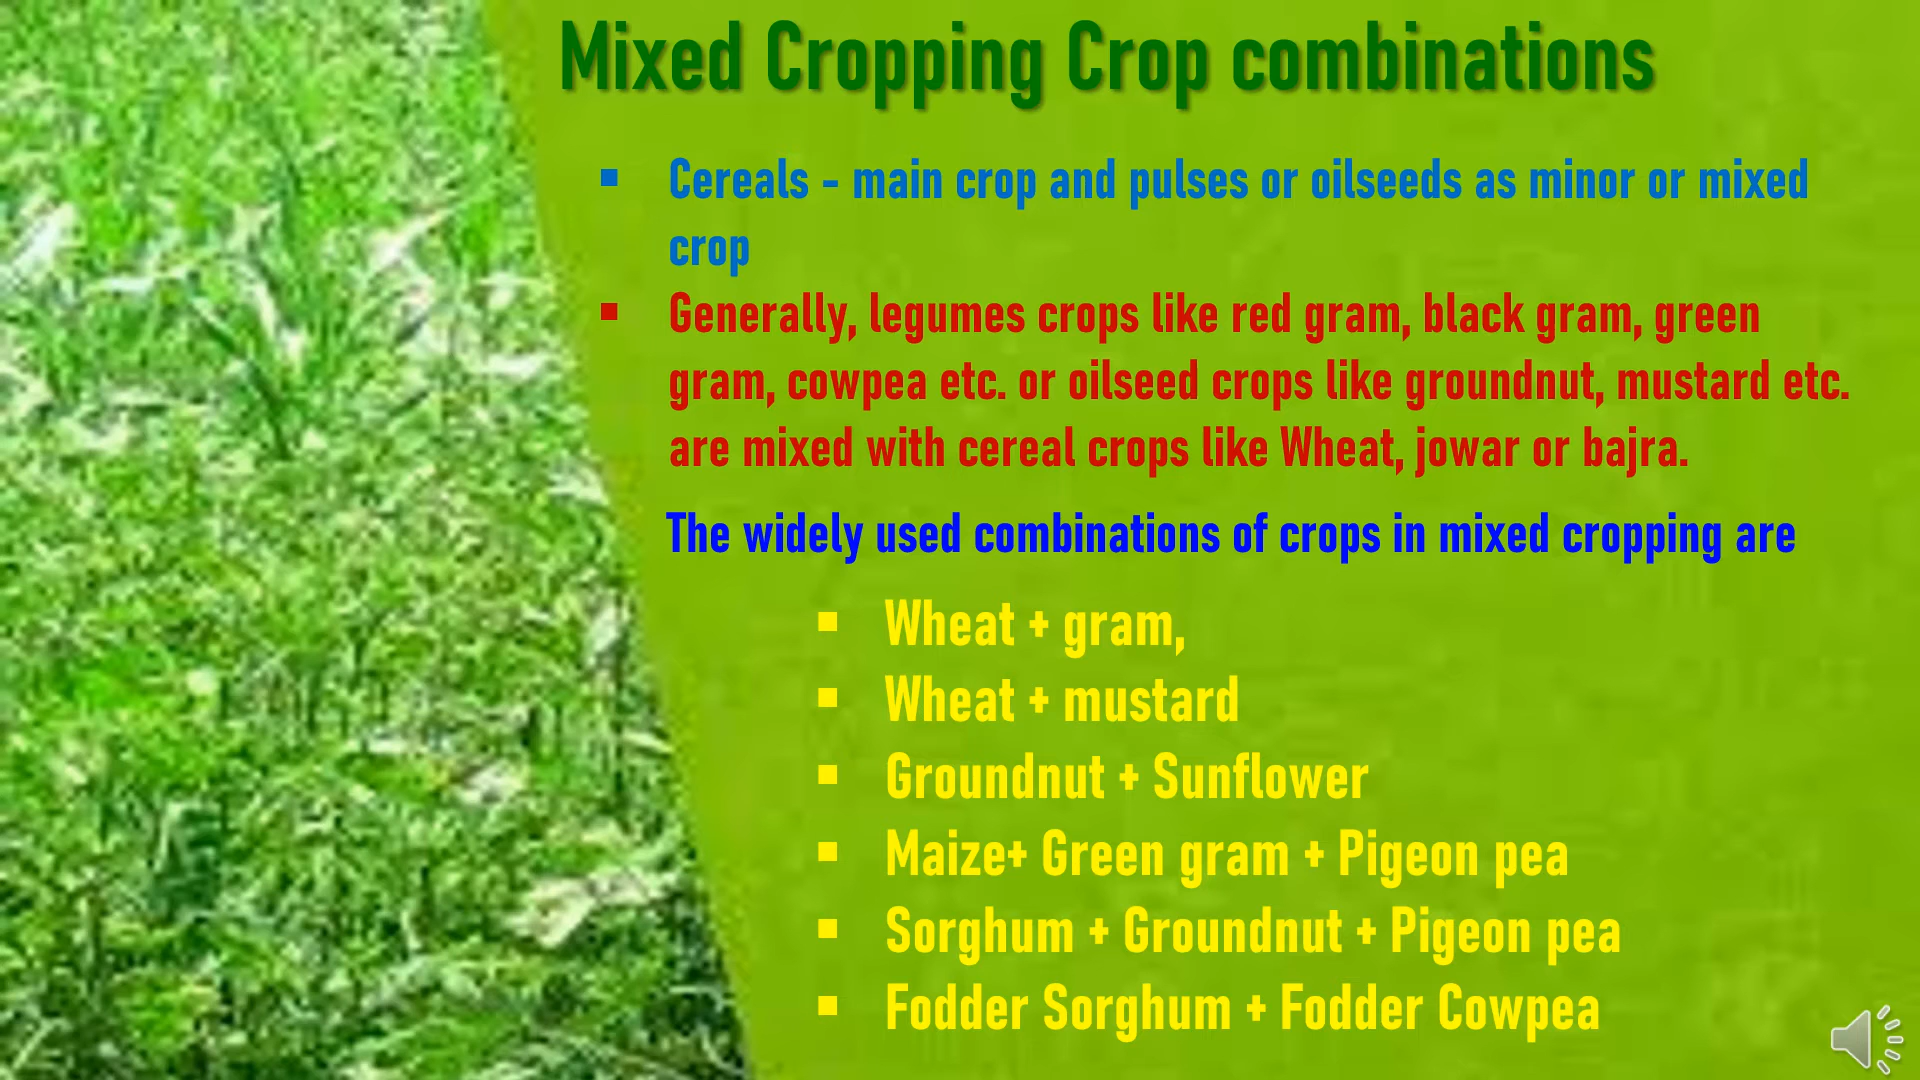 Mixed Cropping Crop combinations
▪ Cereals - main crop and pulses or oilseeds as minor or mixed
crop
▪ Generally, legumes crops like red gram, black gram, green
gram, cowpea etc. or oilseed crops like groundnut, mustard etc.
are mixed with cereal crops like Wheat, jowar or bajra.
The widely used combinations of crops in mixed cropping are
▪ Wheat + gram,
▪ Wheat + mustard
▪ Groundnut + Sunflower
▪ Maize+ Green gram + Pigeon pea
▪ Sorghum + Groundnut + Pigeon pea
▪ Fodder Sorghum + Fodder Cowpea